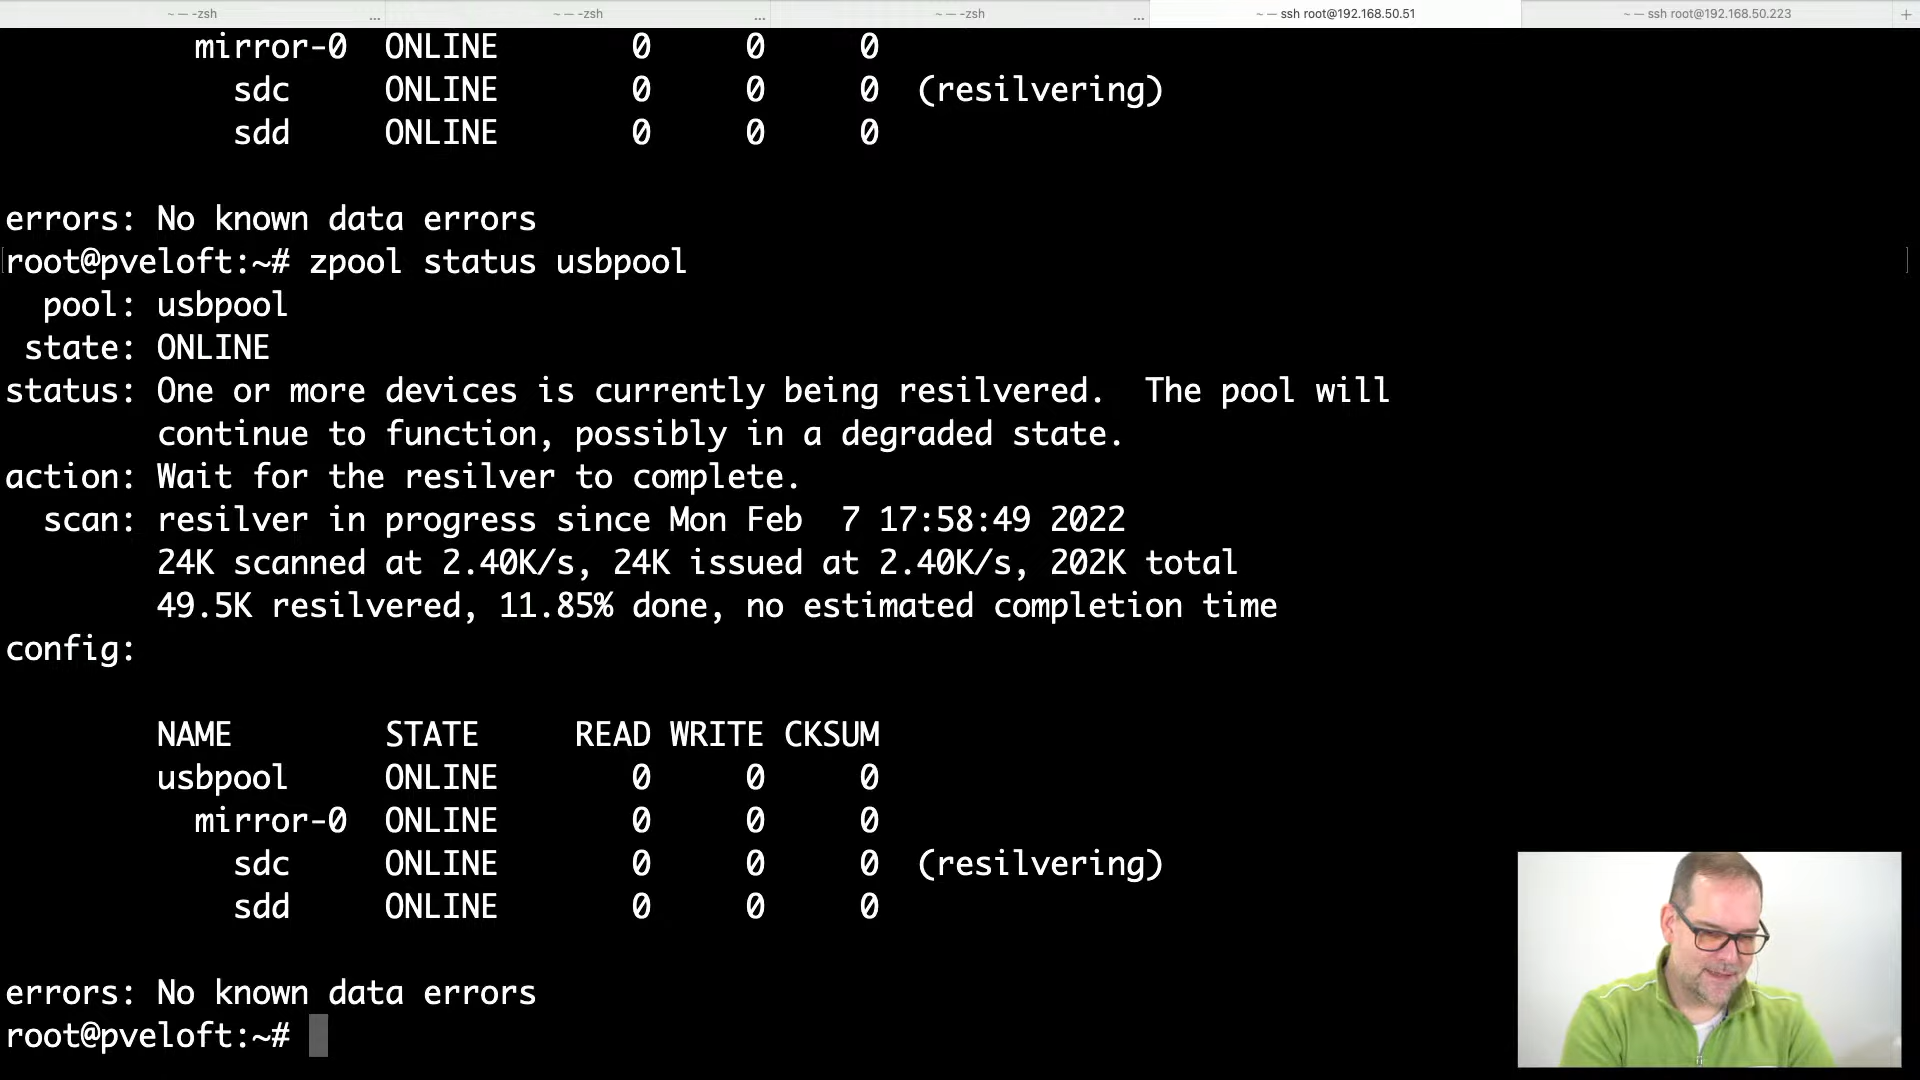 ~ — -zsh ... ~ — -zsh ... ~ — -zsh ... ~ — ssh root@192.168.50.51 ~ — ssh root@192.168.50.223 +
mirror-0 ONLINE 0 0 0
sdc ONLINE 0 0 0 (resilvering)
sdd ONLINE 0 0 0
errors: No known data errors
root@pveloft:~# zpool status usbpool
pool: usbpool
state: ONLINE
status: One or more devices is currently being resilvered. The pool will
continue to function, possibly in a degraded state.
action: Wait for the resilver to complete.
scan: resilver in progress since Mon Feb 7 17:58:49 2022
24K scanned at 2.40K/s, 24K issued at 2.40K/s, 202K total
49.5K resilvered, 11.85% done, no estimated completion time
config:
NAME STATE READ WRITE CKSUM
usbpool ONLINE 0 0 0
mirror-0 ONLINE 0 0 0
sdc ONLINE 0 0 0 (resilvering)
sdd ONLINE 0 0 0
errors: No known data errors
root@pveloft:~#